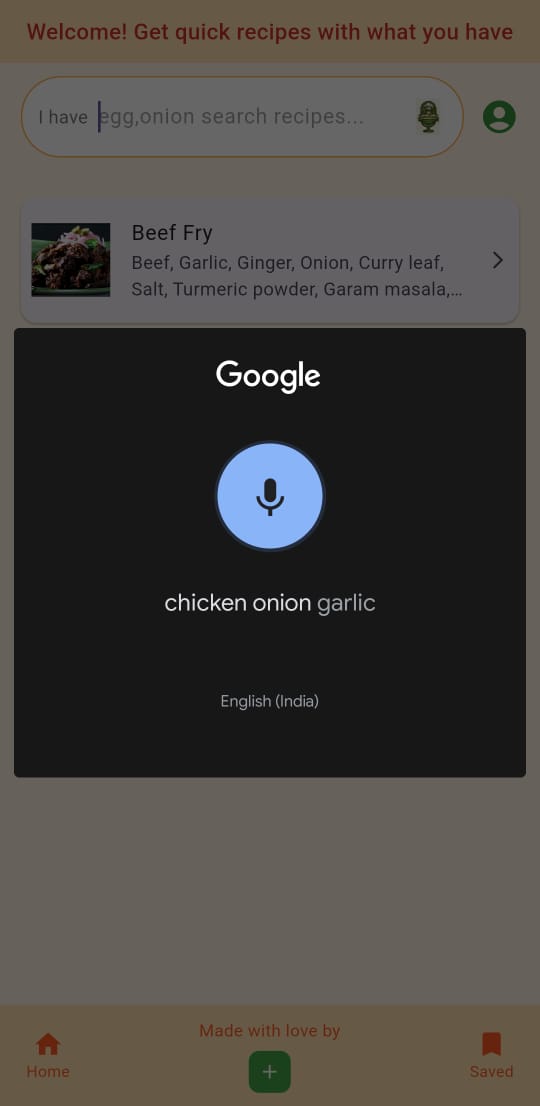 Welcome! Get quick recipes with what you have
I have egg,onion search recipes...
Beef Fry
Beef, Garlic, Ginger, Onion, Curry leaf,
Salt, Turmeric powder, Garam masala,...
Google
chicken onion garlic
English (India)
Made with love by
Home
Saved